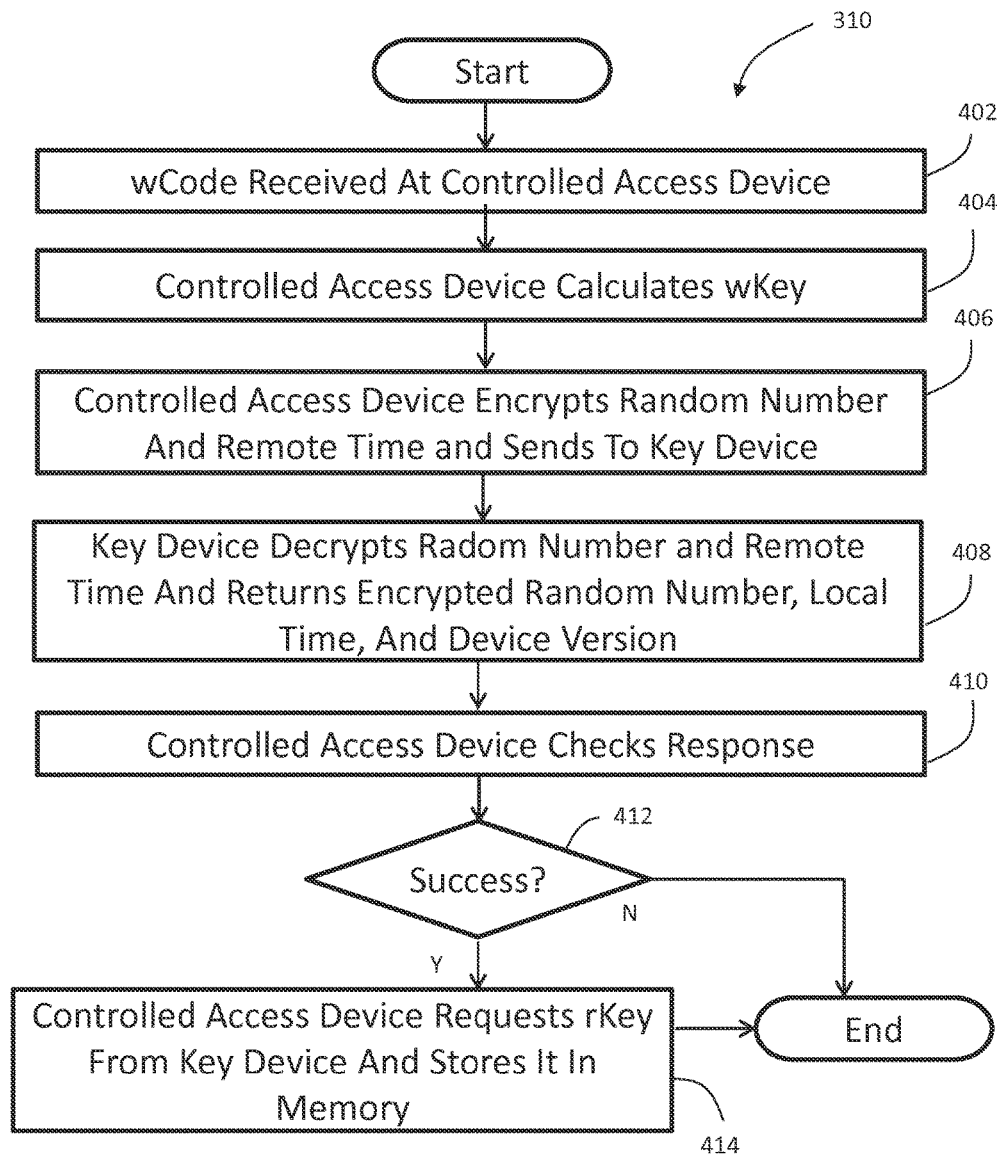 310
Start
402
wCode Received At Controlled Access Device
404
Controlled Access Device Calculates wKey
406
Controlled Access Device Encrypts Random Number
And Remote Time and Sends To Key Device
Key Device Decrypts Radom Number and Remote
408
Time And Returns Encrypted Random Number, Local
Time, And Device Version
410
Controlled Access Device Checks Response
412
Success?
N
Y
Controlled Access Device Requests rKey
From Key Device And Stores It In
Memory
End
414